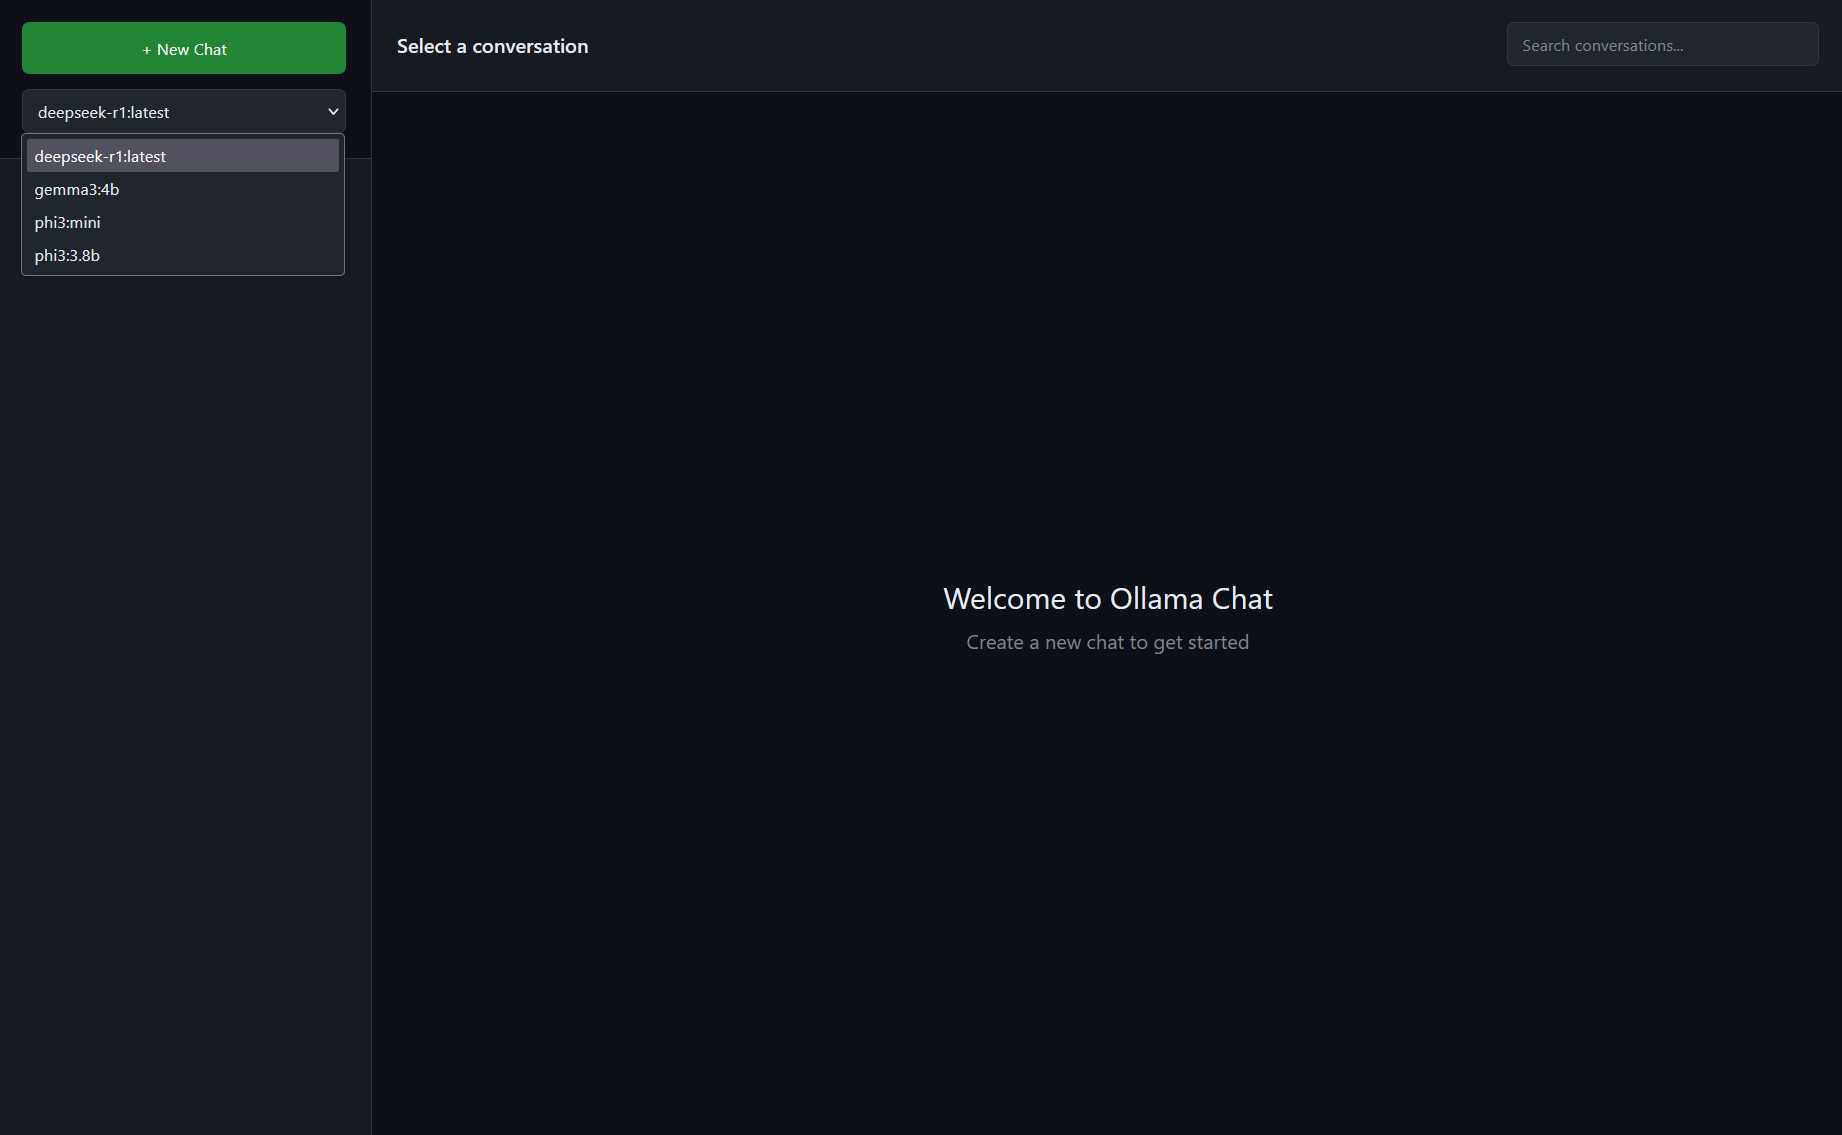 + New Chat
deepseek-r1:latest
deepseek-r1:latest
gemma3:4b
phi3:mini
phi3:3.8b
Select a conversation
Search conversations...
Welcome to Ollama Chat
Create a new chat to get started